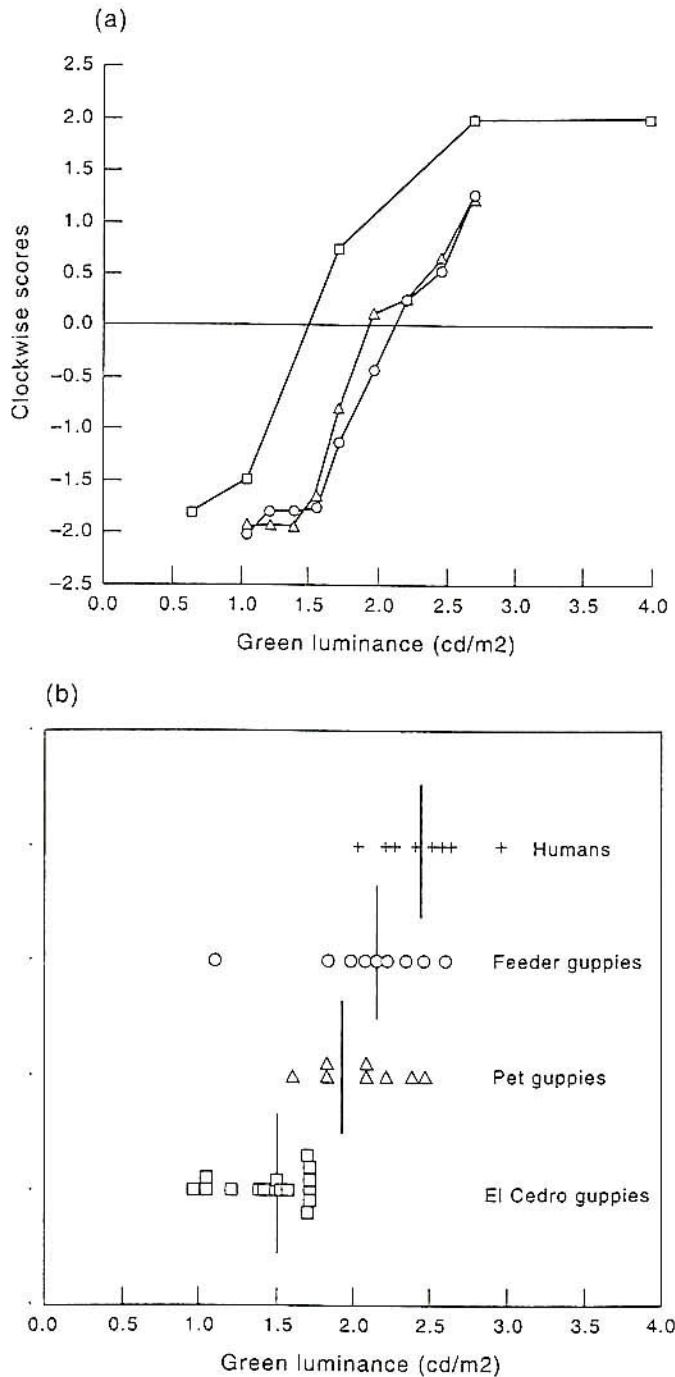 (a)
2.5
2.0
1.5
1.0
0.5
0.0
−0.5
−1.0
−1.5
−2.0
−2.5
Clockwise scores
0.0 0.5 1.0 1.5 2.0 2.5 3.0 3.5 4.0
Green luminance (cd/m2)
(b)
Humans
Feeder guppies
Pet guppies
El Cedro guppies
0.0 0.5 1.0 1.5 2.0 2.5 3.0 3.5 4.0
Green luminance (cd/m2)